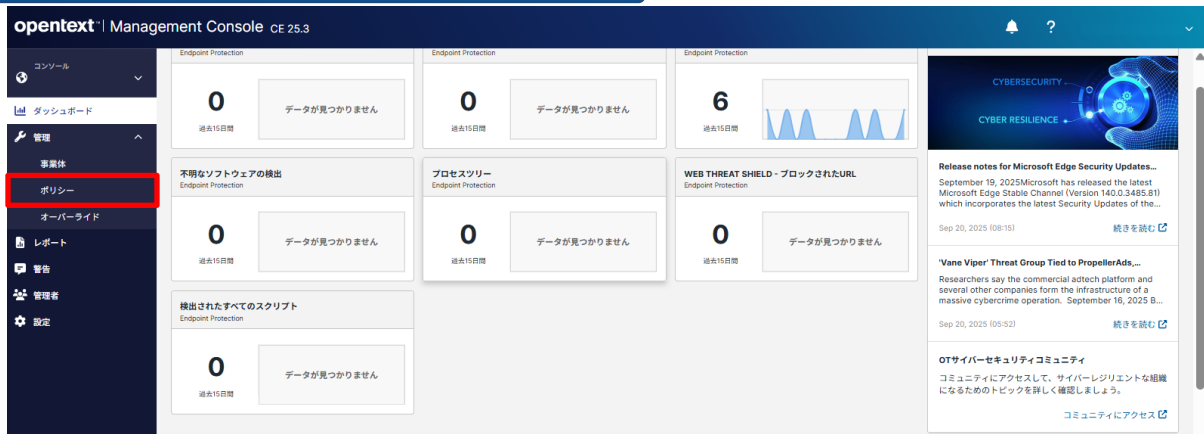 opentext™ | Management Console CE 25.3
?
コンソール
ダッシュボード
管理
事業体
ポリシー
オーバーライド
レポート
警告
管理者
設定
Endpoint Protection
0
過去15日間
データが見つかりません
Endpoint Protection
0
過去15日間
データが見つかりません
Endpoint Protection
6
過去15日間
不明なソフトウェアの検出
Endpoint Protection
0
過去15日間
データが見つかりません
プロセスツリー
Endpoint Protection
0
過去15日間
データが見つかりません
WEB THREAT SHIELD - ブロックされたURL
Endpoint Protection
0
過去15日間
データが見つかりません
検出されたすべてのスクリプト
Endpoint Protection
0
過去15日間
データが見つかりません
CYBERSECURITY
CYBER RESILIENCE
Release notes for Microsoft Edge Security Updates...
September 19, 2025Microsoft has released the latest
Microsoft Edge Stable Channel (Version 140.0.3485.81)
which incorporates the latest Security Updates of the...
Sep 20, 2025 (08:15)
続きを読む
'Vane Viper' Threat Group Tied to PropellerAds,...
Researchers say the commercial adtech platform and
several other companies form the infrastructure of a
massive cybercrime operation. September 16, 2025 B...
Sep 20, 2025 (05:52)
続きを読む
OTサイバーセキュリティコミュニティ
コミュニティにアクセスして、サイバーレジリエントな組織
になるためのトピックを詳しく確認しましょう。
コミュニティにアクセス